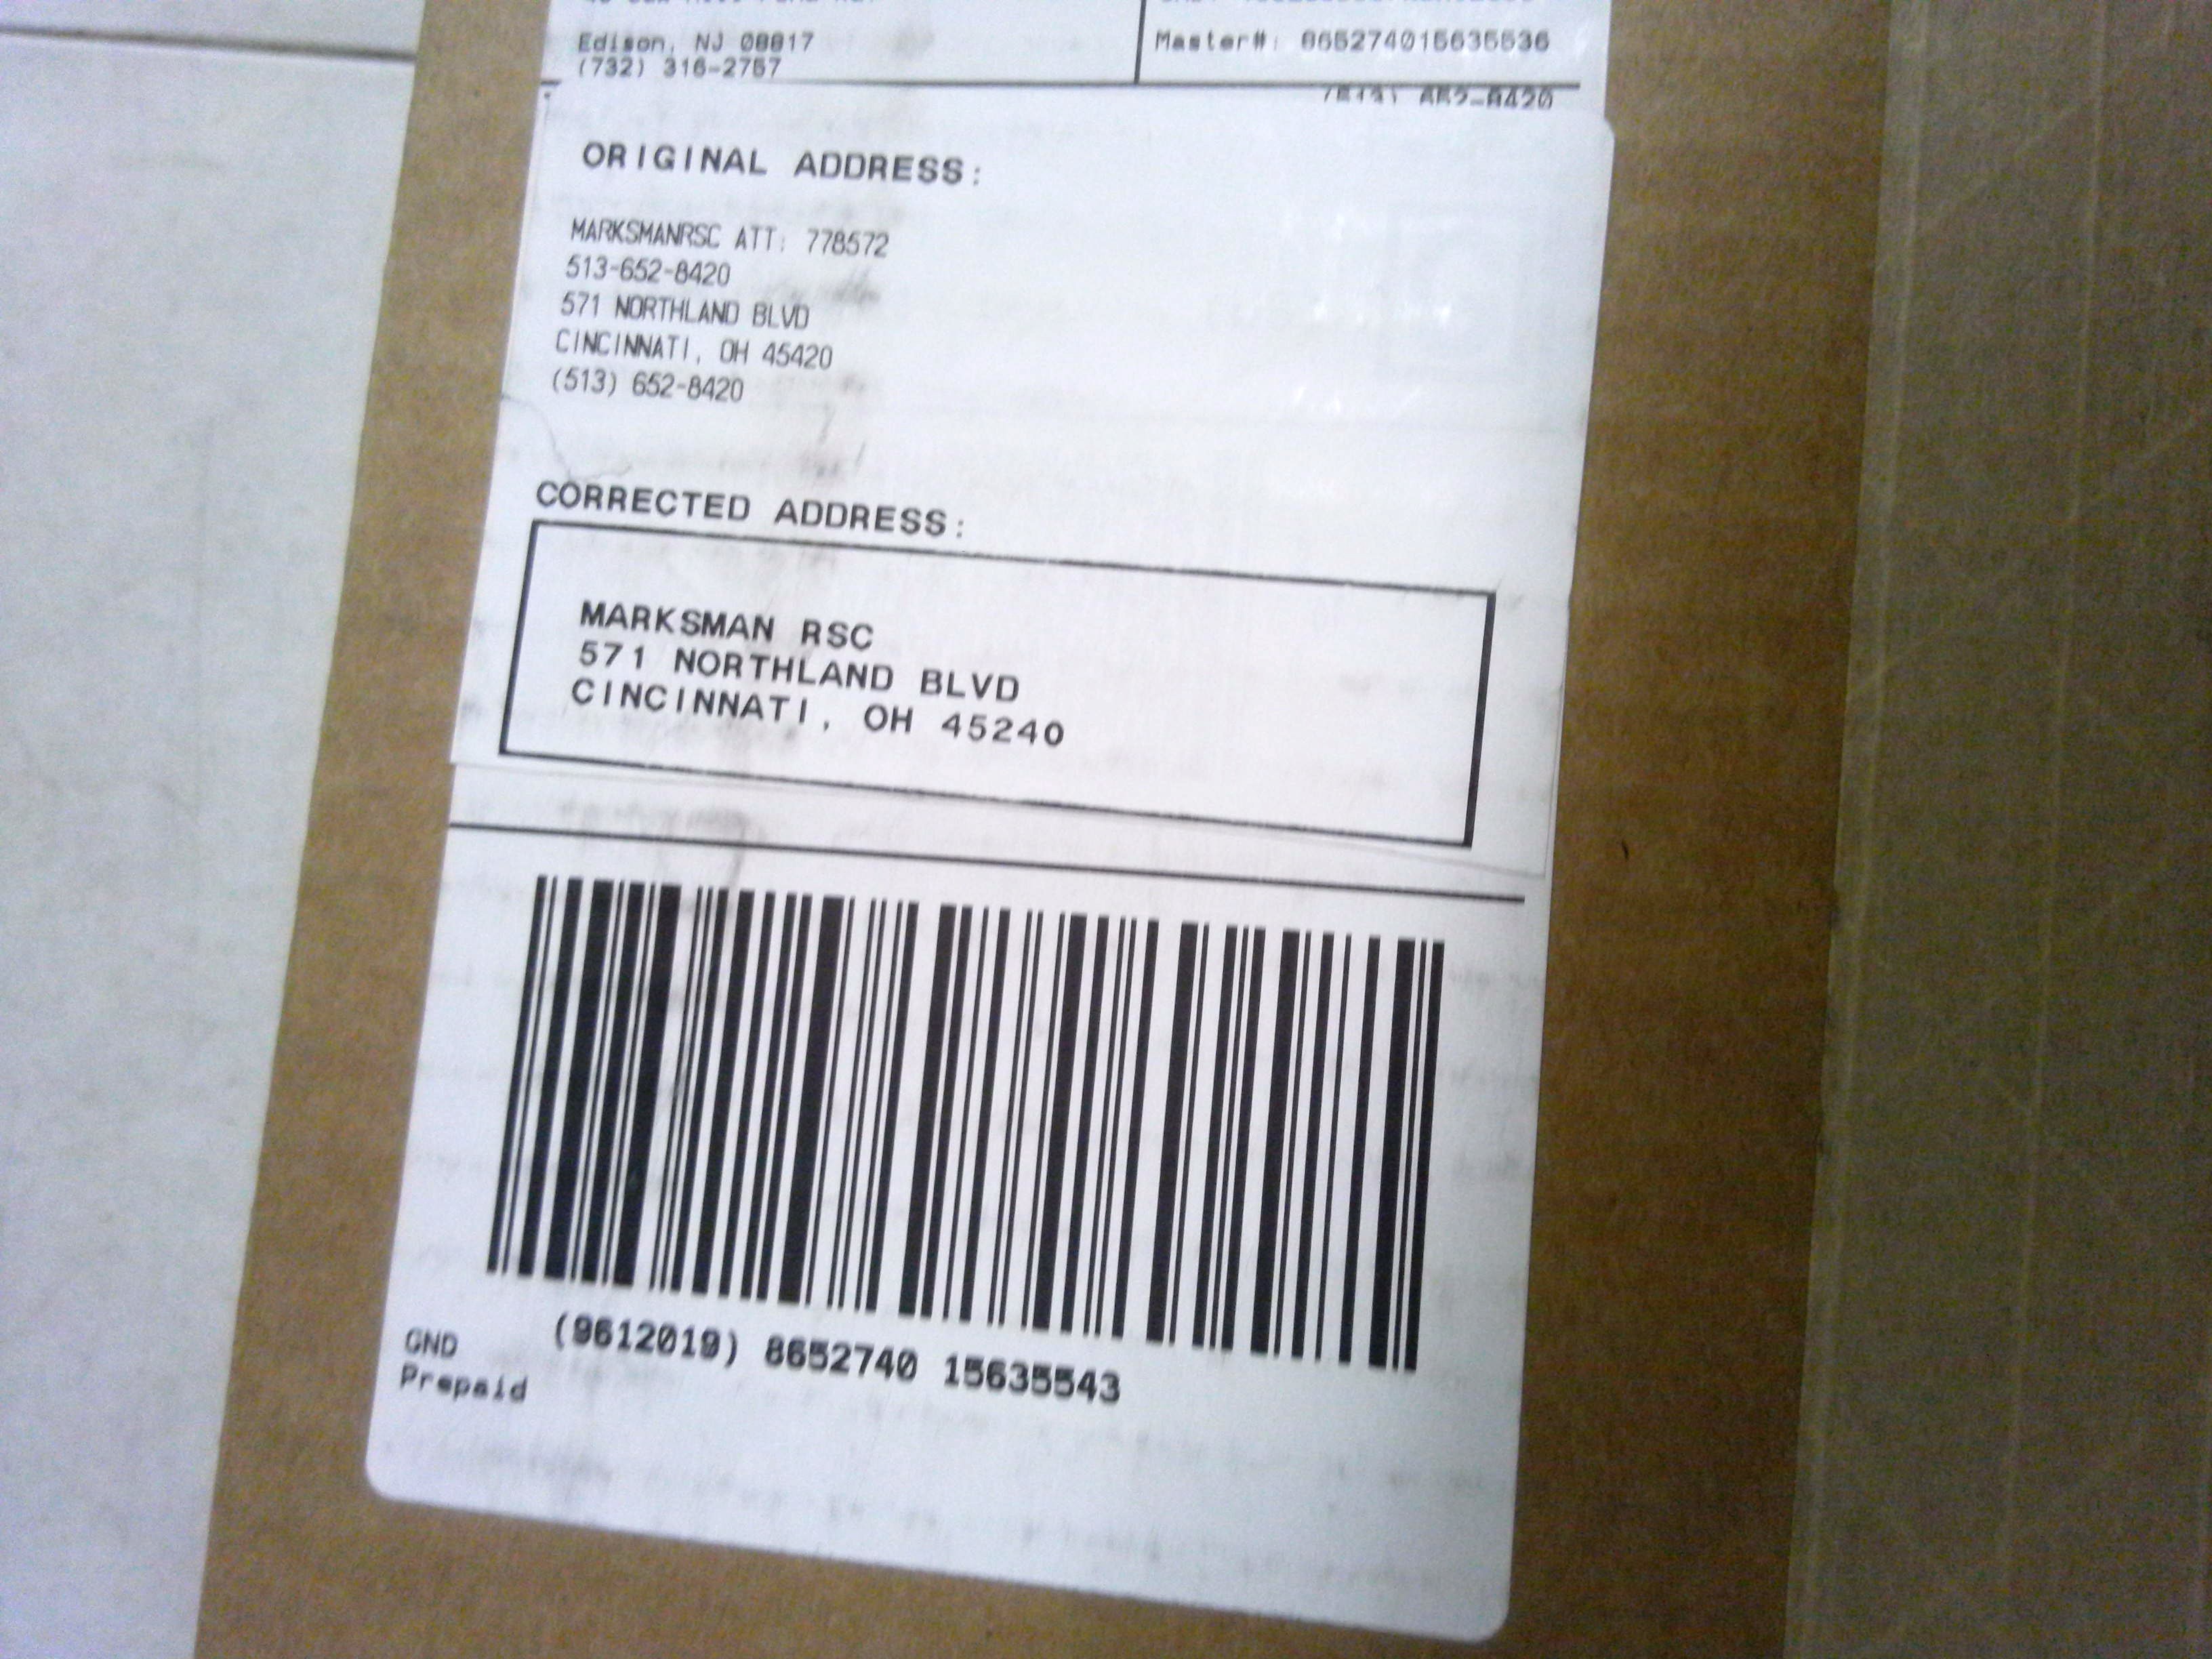 Edison, NJ 08817
Master#: 865274015635536
(732) 316-2757
8420
ORIGINAL ADDRESS:
MARKSMANRSC ATT: 778572
513-652-8420
571 NORTHLAND BLVD
CINCINNATI, OH 45420
(513) 652-8420
CORRECTED ADDRESS:
MARKSMAN RSC
571 NORTHLAND BLVD
CINCINNATI, OH 45240
(9612019) 8652740 15635543
GND
Prepaid